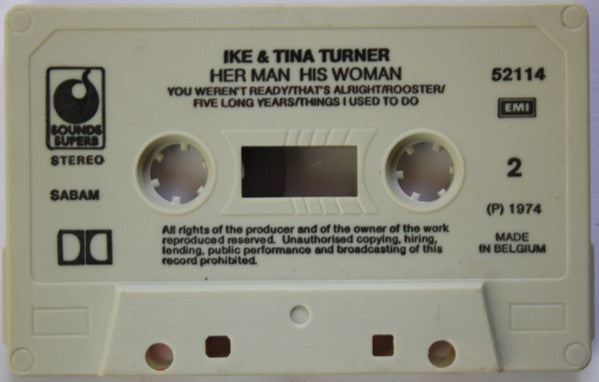 IKE & TINA TURNER
HER MAN HIS WOMAN
YOU WEREN'T READY/THAT'S ALRIGHT/ROOSTER/
FIVE LONG YEARS/THINGS I USED TO DO
52114
EMI
SOUNDS
SUPERB
STEREO
SABAM
2
(P) 1974
MADE
IN BELGIUM
All rights of the producer and of the owner of the work
reproduced reserved. Unauthorised copying, hiring,
lending, public performance and broadcasting of this
record prohibited.